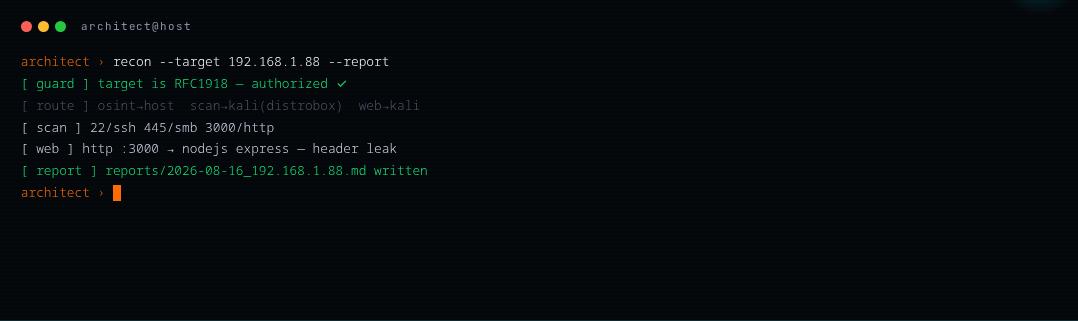 architect@host
architect › recon --target 192.168.1.88 --report
[ guard ] target is RFC1918 — authorized ✓
[ route ] osint→host  scan→kali(distrobox)  web→kali
[ scan ] 22/ssh 445/smb 3000/http
[ web ] http :3000 → nodejs express — header leak
[ report ] reports/2026-08-16_192.168.1.88.md written
architect ›